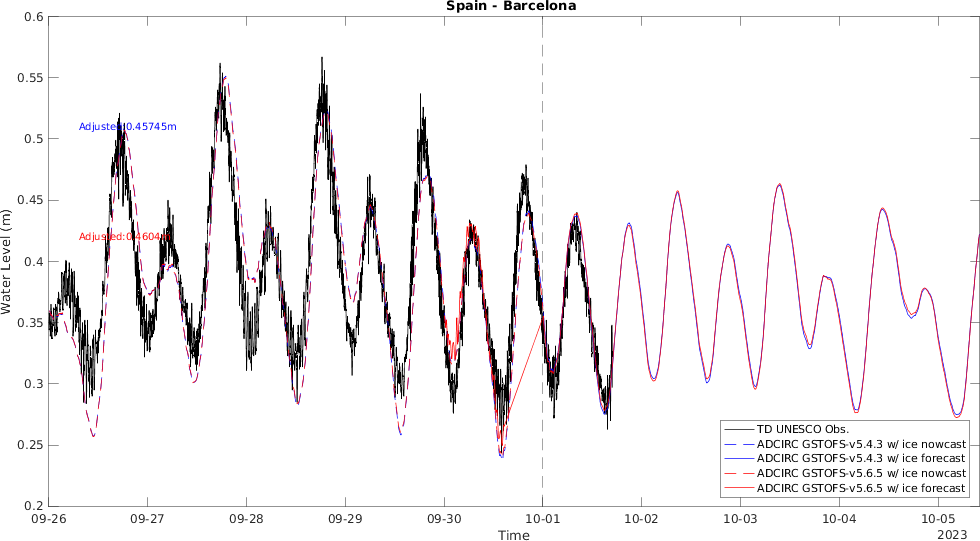 Spain - Barcelona
0.6
0.55
0.5
0.45
0.4
0.35
0.3
0.25
0.2
Water Level (m)
Adjusted:0.45745m
Adjusted:0.4604m
TD UNESCO Obs.
ADCIRC GSTOFS-v5.4.3 w/ ice nowcast
ADCIRC GSTOFS-v5.4.3 w/ ice forecast
ADCIRC GSTOFS-v5.6.5 w/ ice nowcast
ADCIRC GSTOFS-v5.6.5 w/ ice forecast
09-26 09-27 09-28 09-29 09-30 10-01 10-02 10-03 10-04 10-05
Time
2023